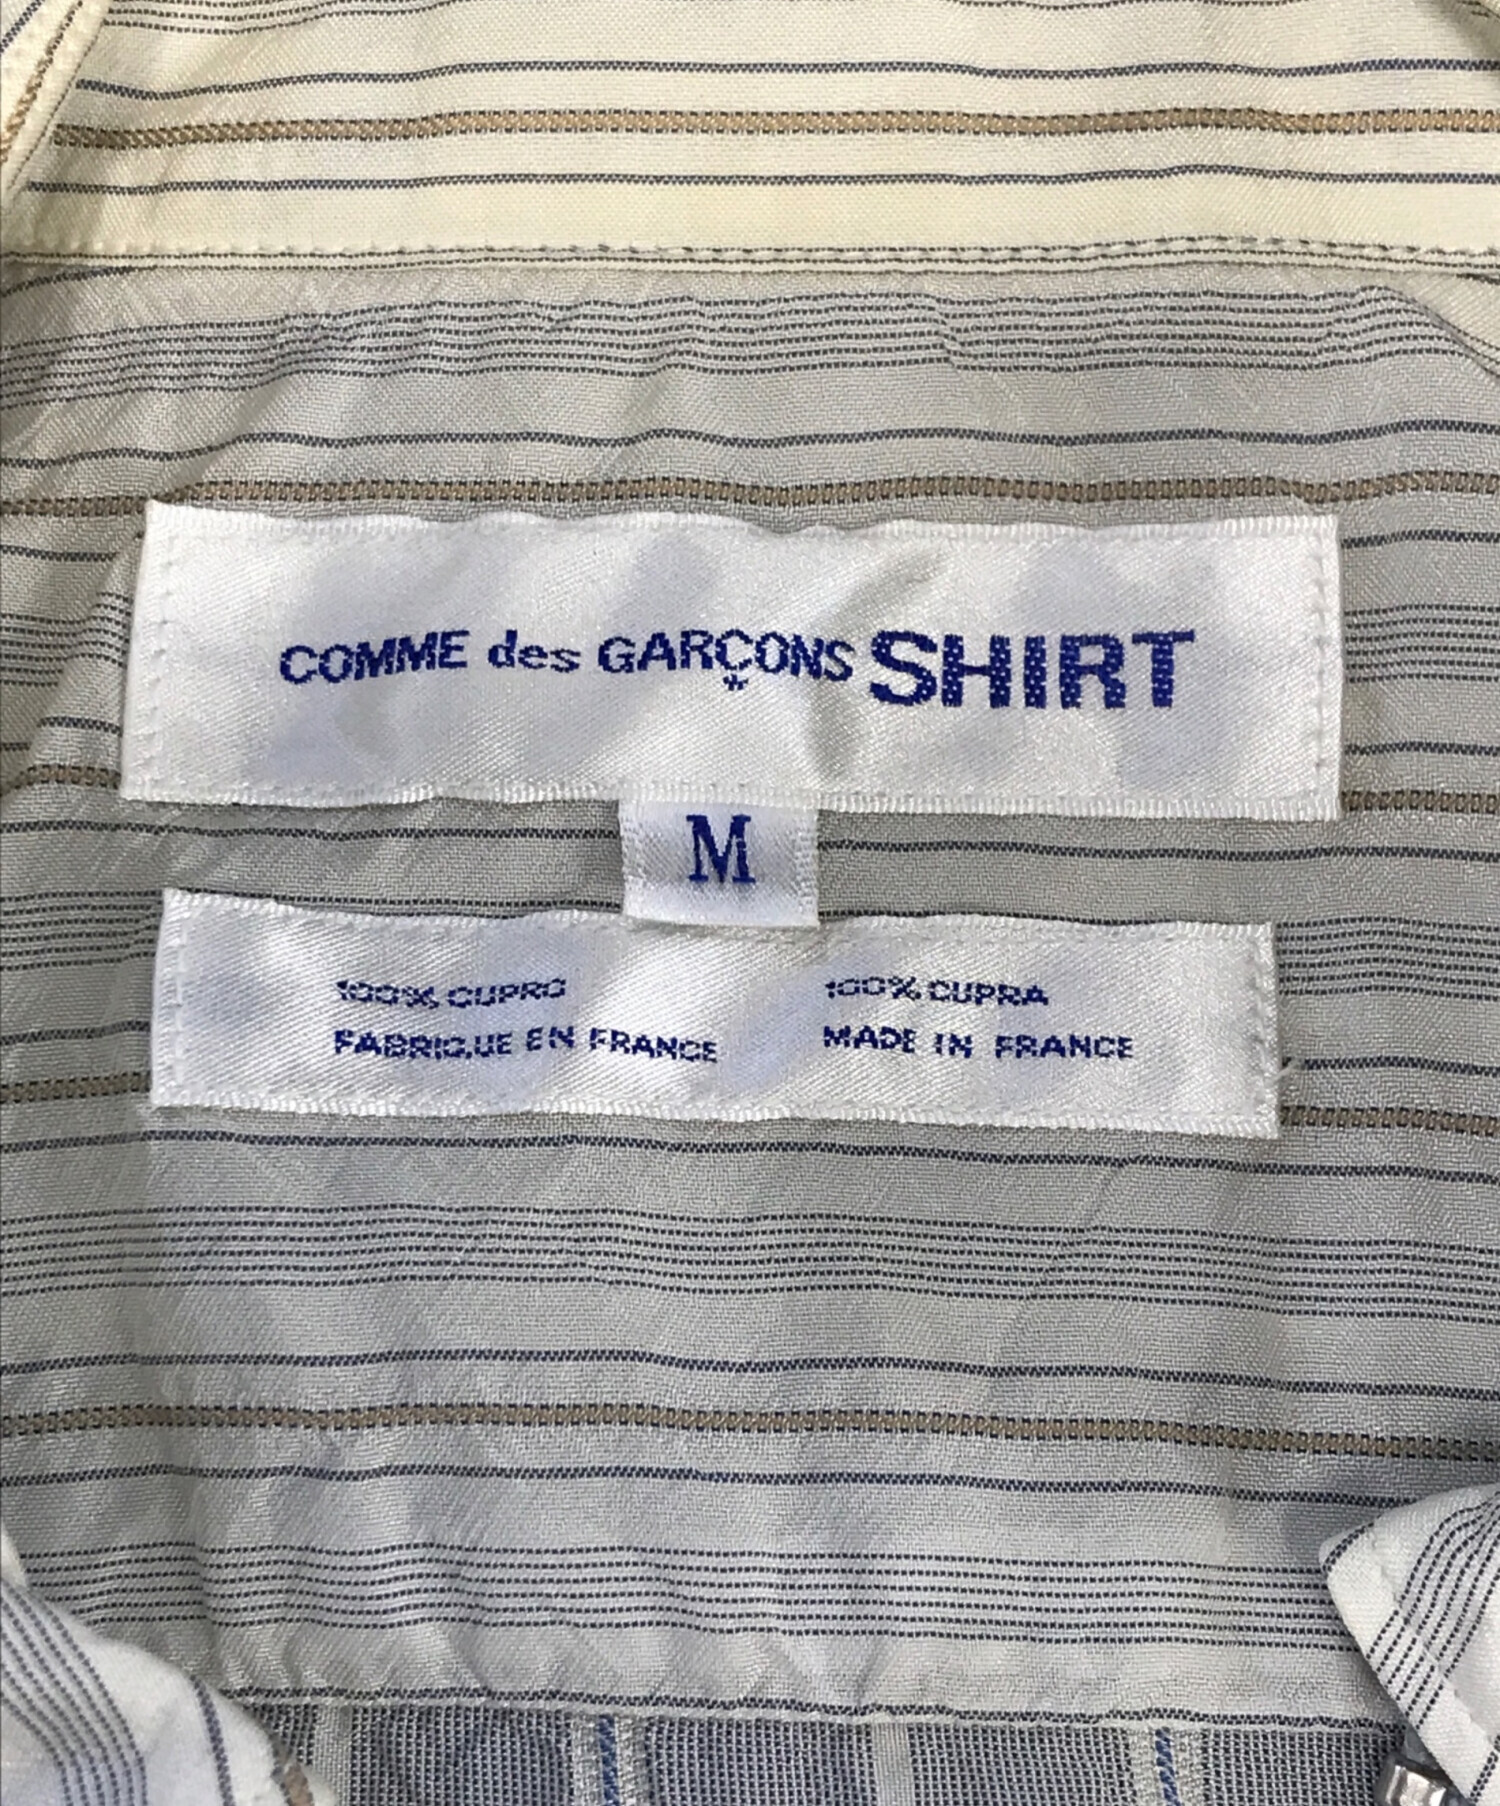 COMME des GARÇONS SHIRT
M
100% CUPRO
FABRIQUE EN FRANCE
100% CUPRA
MADE IN FRANCE